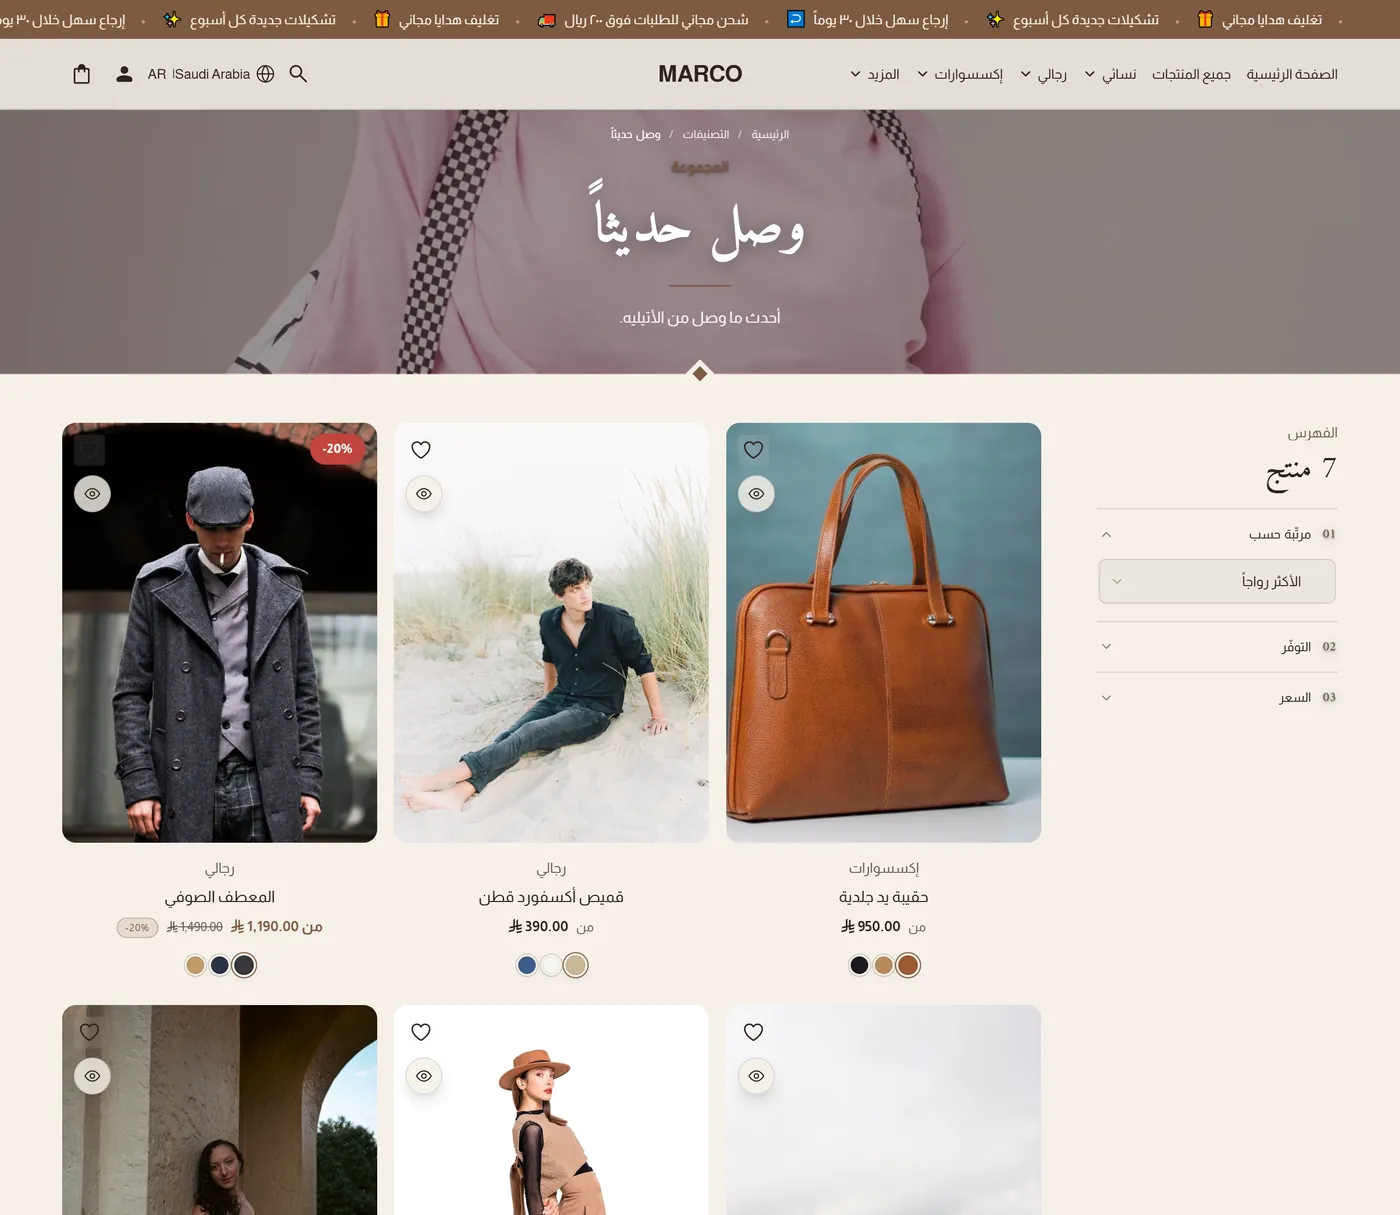 تغليف هدايا مجاني • تشكيلات جديدة كل أسبوع • إرجاع سهل خلال ٣٠ يوماً • شحن مجاني للطلبات فوق ٢٠٠ ريال • تغليف هدايا مجاني • تشكيلات جديدة كل أسبوع • إرجاع سهل خلال ٣٠
الصفحة الرئيسية جميع المنتجات نسائي رجالي إكسسوارات المزيد
MARCO
AR |Saudi Arabia
الرئيسية / التصنيفات / وصل حديثاً
المجموعة
وصل حديثاً
أحدث ما وصل من الأتيليه.
الفهرس
7 منتج
01 مرتّبة حسب
الأكثر رواجاً
02 التوفّر
03 السعر
إكسسوارات
حقيبة يد جلدية
من 950.00
رجالي
قميص أكسفورد قطن
من 390.00
-20%
رجالي
المعطف الصوفي
من 1,190.00 1,490.00 -20%